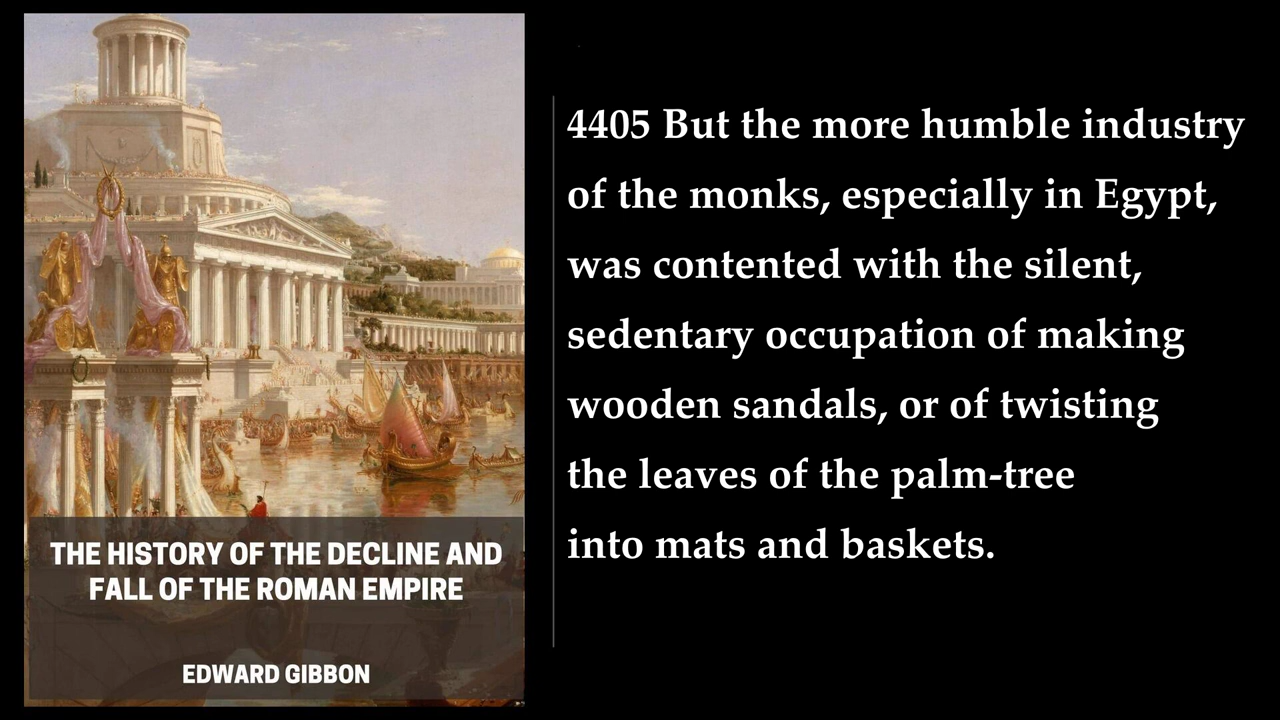 THE HISTORY OF THE DECLINE AND
FALL OF THE ROMAN EMPIRE
EDWARD GIBBON
4405 But the more humble industry
of the monks, especially in Egypt,
was contented with the silent,
sedentary occupation of making
wooden sandals, or of twisting
the leaves of the palm-tree
into mats and baskets.